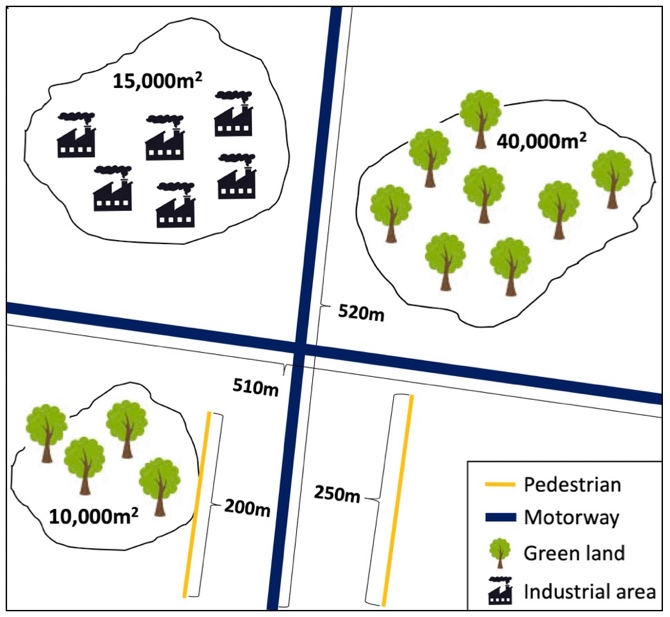 15,000m²
40,000m²
520m
510m
10,000m²
200m
250m
Pedestrian
Motorway
Green land
Industrial area